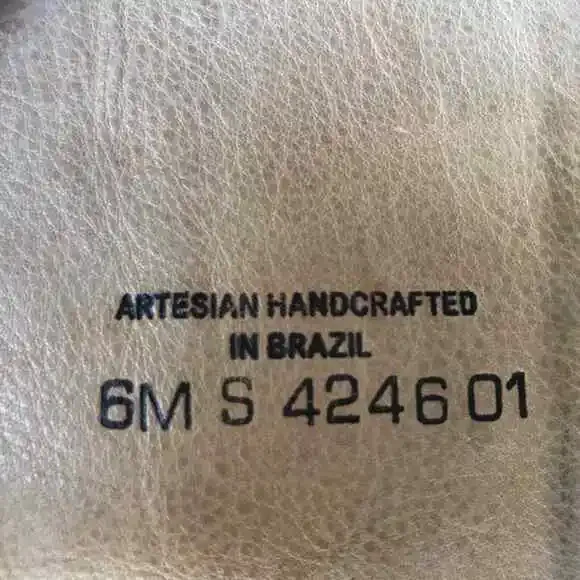 ARTESIAN HANDCRAFTED
IN BRAZIL
6M S 4246 01